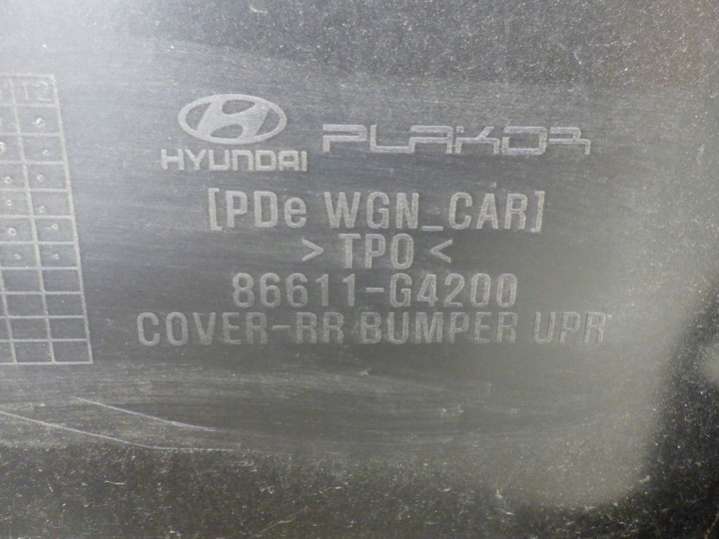 HYUNDAI PLAKOR
[PDe WGN_CAR]
> TPO <
86611-G4200
COVER-RR BUMPER UPR